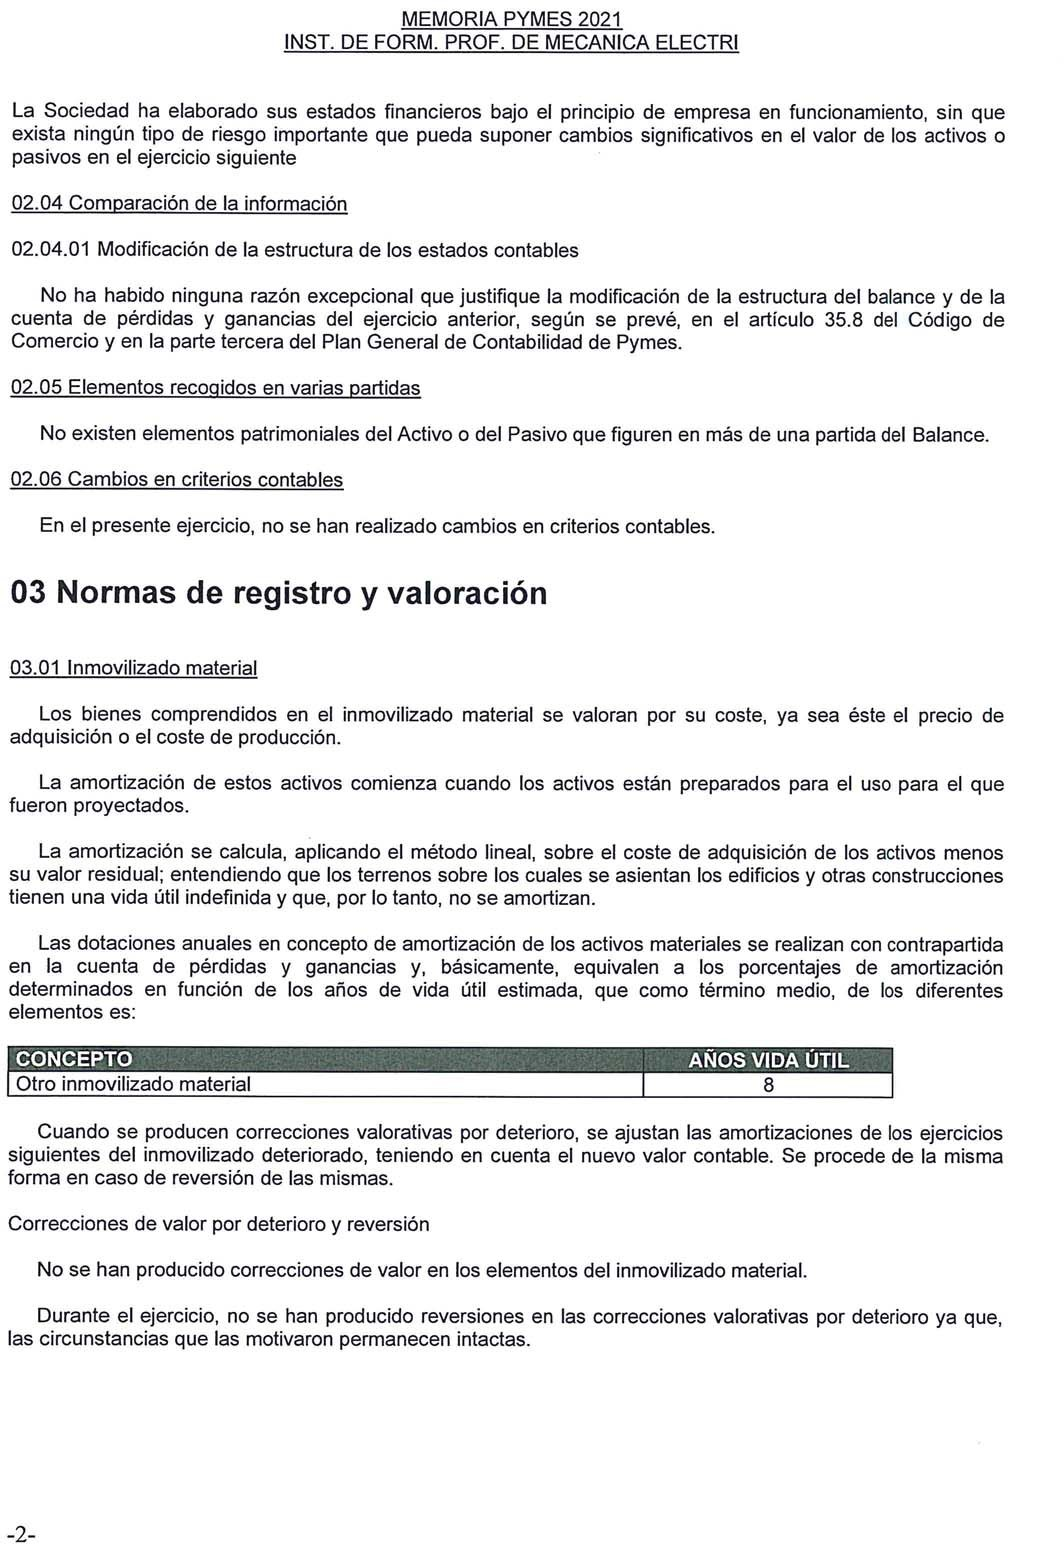 MEMORIA PYMES 2021
INST. DE FORM. PROF. DE MECANICA ELECTRI
La Sociedad ha elaborado sus estados financieros bajo el principio de empresa en funcionamiento, sin que
exista ningún tipo de riesgo importante que pueda suponer cambios significativos en el valor de los activos o
pasivos en el ejercicio siguiente
02.04 Comparación de la información
02.04.01 Modificación de la estructura de los estados contables
No ha habido ninguna razón excepcional que justifique la modificación de la estructura del balance y de la
cuenta de pérdidas y ganancias del ejercicio anterior, según se prevé, en el artículo 35.8 del Código de
Comercio y en la parte tercera del Plan General de Contabilidad de Pymes.
02.05 Elementos recogidos en varias partidas
No existen elementos patrimoniales del Activo o del Pasivo que figuren en más de una partida del Balance.
02.06 Cambios en criterios contables
En el presente ejercicio, no se han realizado cambios en criterios contables.
03 Normas de registro y valoración
03.01 Inmovilizado material
Los bienes comprendidos en el inmovilizado material se valoran por su coste, ya sea éste el precio de
adquisición o el coste de producción.
La amortización de estos activos comienza cuando los activos están preparados para el uso para el que
fueron proyectados.
La amortización se calcula, aplicando el método lineal, sobre el coste de adquisición de los activos menos
su valor residual; entendiendo que los terrenos sobre los cuales se asientan los edificios y otras construcciones
tienen una vida útil indefinida y que, por lo tanto, no se amortizan.
Las dotaciones anuales en concepto de amortización de los activos materiales se realizan con contrapartida
en la cuenta de pérdidas y ganancias y, básicamente, equivalen a los porcentajes de amortización
determinados en función de los años de vida útil estimada, que como término medio, de los diferentes
elementos es:
CONCEPTO AÑOS VIDA ÚTIL
Otro inmovilizado material 8
Cuando se producen correcciones valorativas por deterioro, se ajustan las amortizaciones de los ejercicios
siguientes del inmovilizado deteriorado, teniendo en cuenta el nuevo valor contable. Se procede de la misma
forma en caso de reversión de las mismas.
Correcciones de valor por deterioro y reversión
No se han producido correcciones de valor en los elementos del inmovilizado material.
Durante el ejercicio, no se han producido reversiones en las correcciones valorativas por deterioro ya que,
las circunstancias que las motivaron permanecen intactas.
-2-